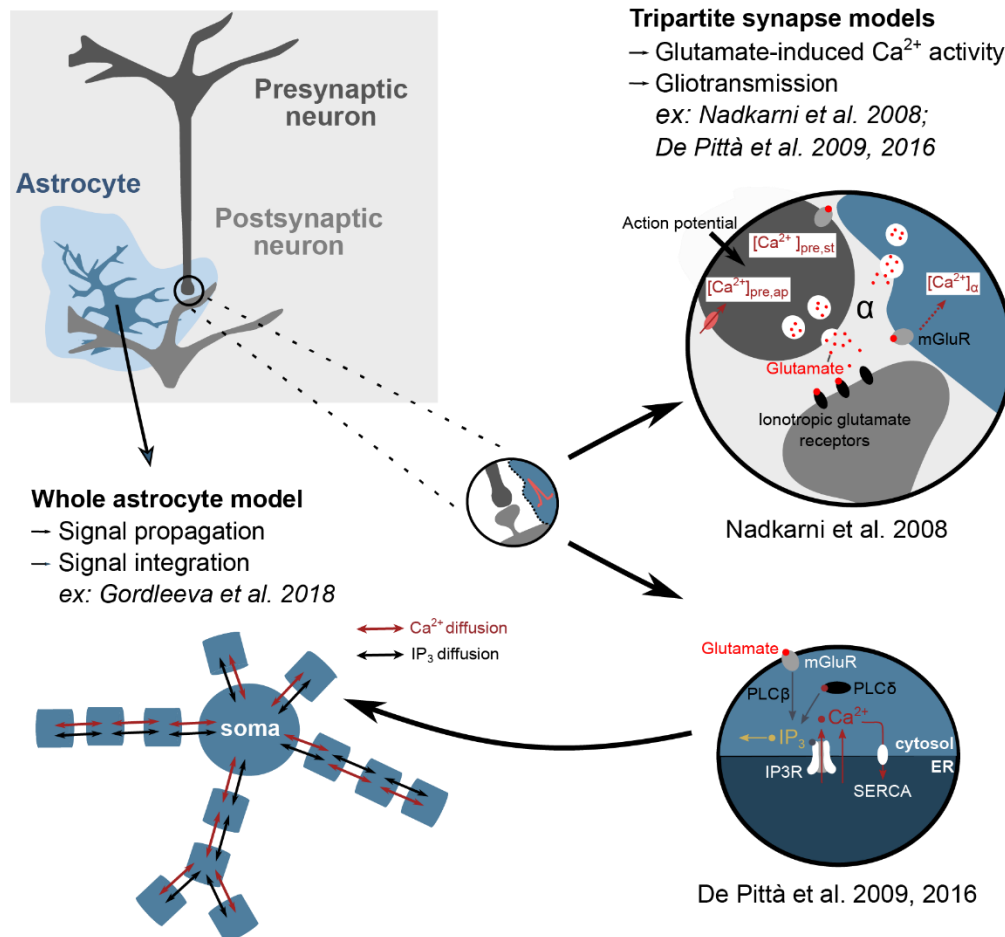 Presynaptic
neuron
Astrocyte
Postsynaptic
neuron
Tripartite synapse models
→ Glutamate-induced Ca²⁺ activity
→ Gliotransmission
ex: Nadkarni et al. 2008;
De Pittà et al. 2009, 2016
Action potential
[Ca²⁺]pre,st
[Ca²⁺]pre,ap
[Ca²⁺]α
α
mGluR
Glutamate
Ionotropic glutamate
receptors
Nadkarni et al. 2008
Whole astrocyte model
→ Signal propagation
→ Signal integration
ex: Gordleeva et al. 2018
Ca²⁺ diffusion
IP₃ diffusion
soma
Glutamate
mGluR
PLCβ
PLCδ
Ca²⁺
IP₃
cytosol
ER
IP3R
SERCA
De Pittà et al. 2009, 2016